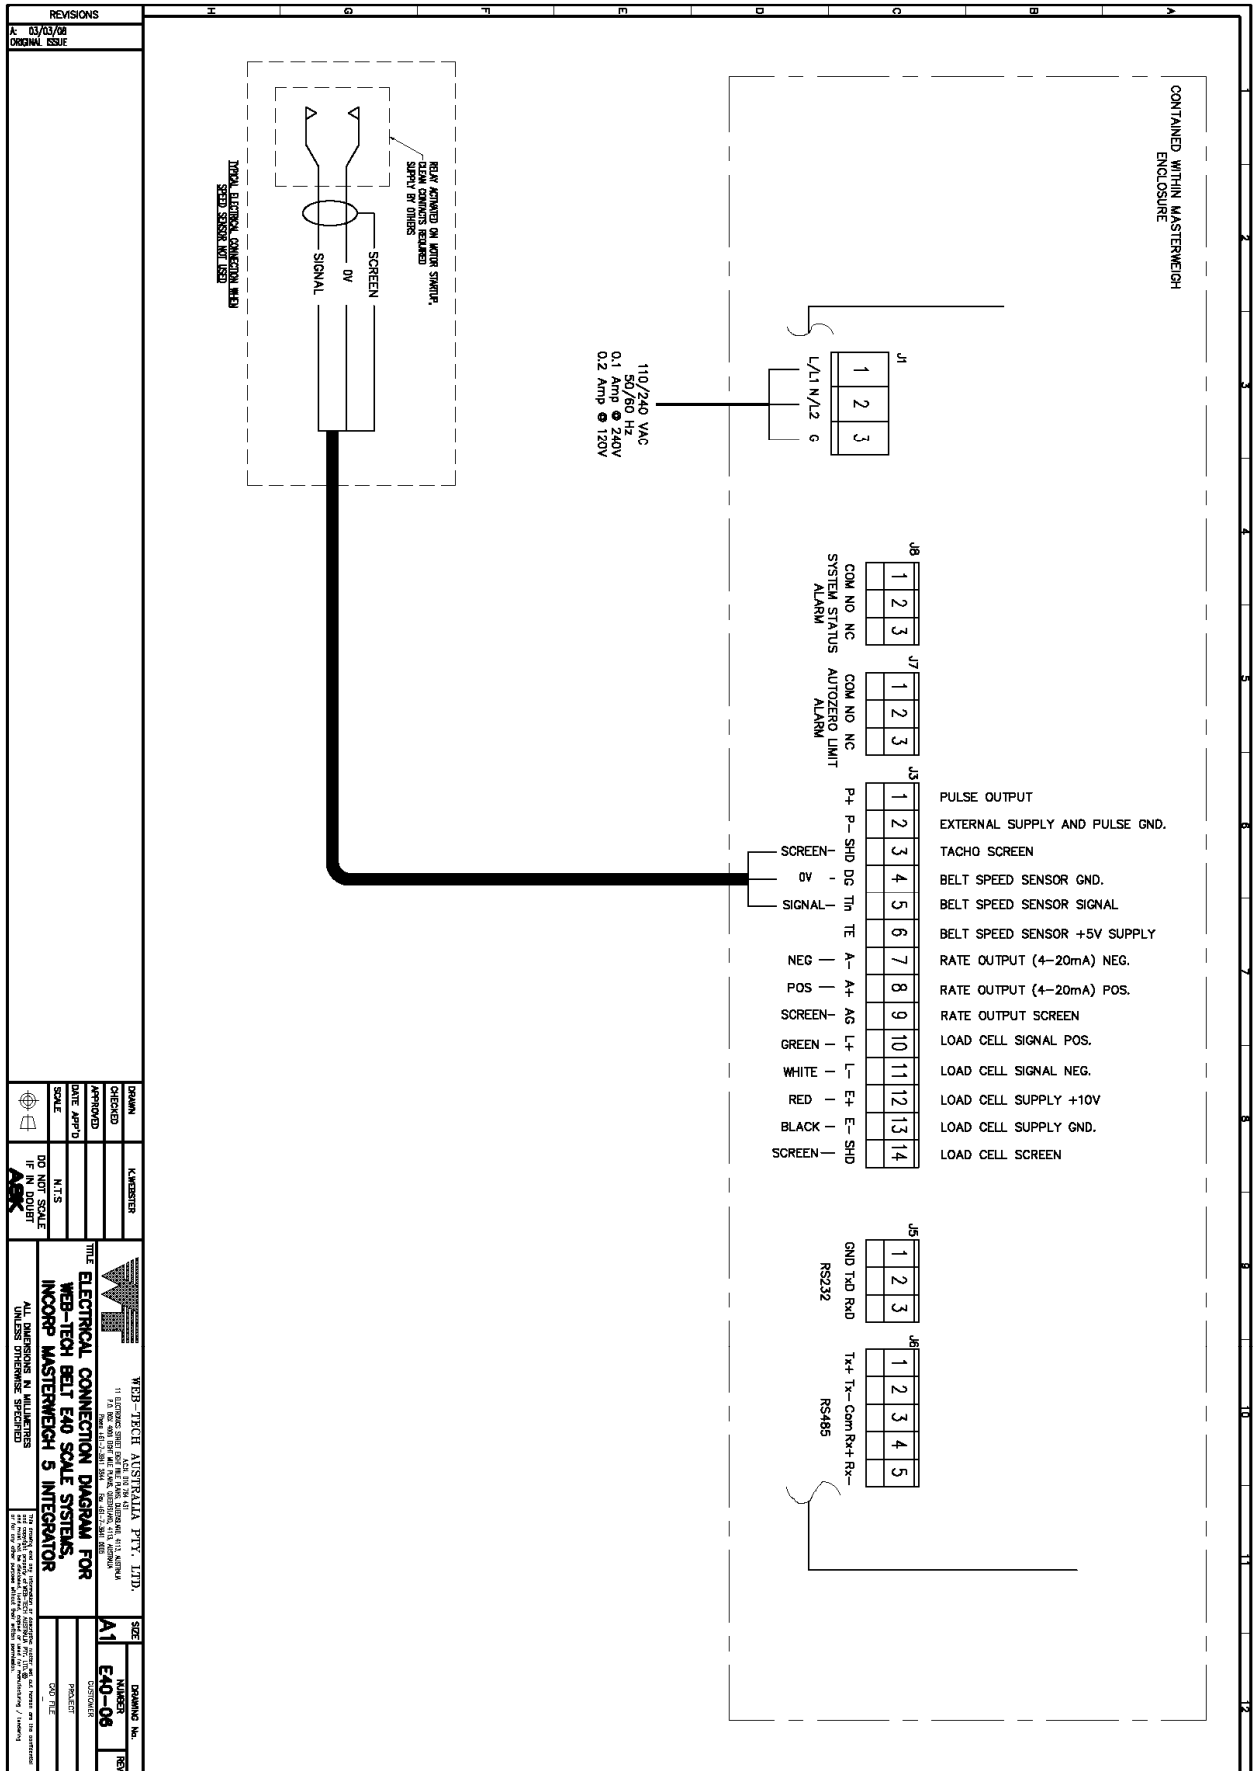 REVISIONS
A: 03/03/08
ORIGINAL ISSUE
H
G
F
E
D
C
B
A
1
2
3
4
5
6
7
8
9
10
11
12
CONTAINED WITHIN MASTERWEIGH
ENCLOSURE
RELAY ACTIVATED ON MOTOR STARTUP,
CLEAN CONTACTS REQUIRED
SUPPLY BY OTHERS
SCREEN
0V
SIGNAL
TYPICAL ELECTRICAL CONNECTION WHEN
SPEED SENSOR NOT USED
J1
1
2
3
L/L1 N/L2 G
110/240 VAC
50/60 Hz
0.1 Amp @ 240V
0.2 Amp @ 120V
J8
1
2
3
COM NO NC
SYSTEM STATUS
ALARM
J7
1
2
3
COM NO NC
AUTOZERO LIMIT
ALARM
J3
P+ 1 PULSE OUTPUT
P- 2 EXTERNAL SUPPLY AND PULSE GND.
SCREEN- SHD 3 TACHO SCREEN
0V - DG 4 BELT SPEED SENSOR GND.
SIGNAL- Tin 5 BELT SPEED SENSOR SIGNAL
TE 6 BELT SPEED SENSOR +5V SUPPLY
NEG - A- 7 RATE OUTPUT (4-20mA) NEG.
POS - A+ 8 RATE OUTPUT (4-20mA) POS.
SCREEN- AG 9 RATE OUTPUT SCREEN
GREEN - L+ 10 LOAD CELL SIGNAL POS.
WHITE - L- 11 LOAD CELL SIGNAL NEG.
RED - E+ 12 LOAD CELL SUPPLY +10V
BLACK - E- 13 LOAD CELL SUPPLY GND.
SCREEN- SHD 14 LOAD CELL SCREEN
J5
1
2
3
GND TxD RxD
RS232
J6
1
2
3
4
5
Tx+ Tx- Com Rx+ Rx-
RS485
DRAWN K.WEBSTER
CHECKED
APPROVED
DATE APP'D
SCALE N.T.S
DO NOT SCALE
IF IN DOUBT
ASK
WEB-TECH AUSTRALIA PTY. LTD.
TITLE
ELECTRICAL CONNECTION DIAGRAM FOR
WEB-TECH BELT E40 SCALE SYSTEMS,
INCORP MASTERWEIGH 5 INTEGRATOR
ALL DIMENSIONS IN MILLIMETRES
UNLESS OTHERWISE SPECIFIED
SIZE
A1
DRAWING No.
NUMBER
E40-06
REV
CUSTOMER
PROJECT
CAD FILE